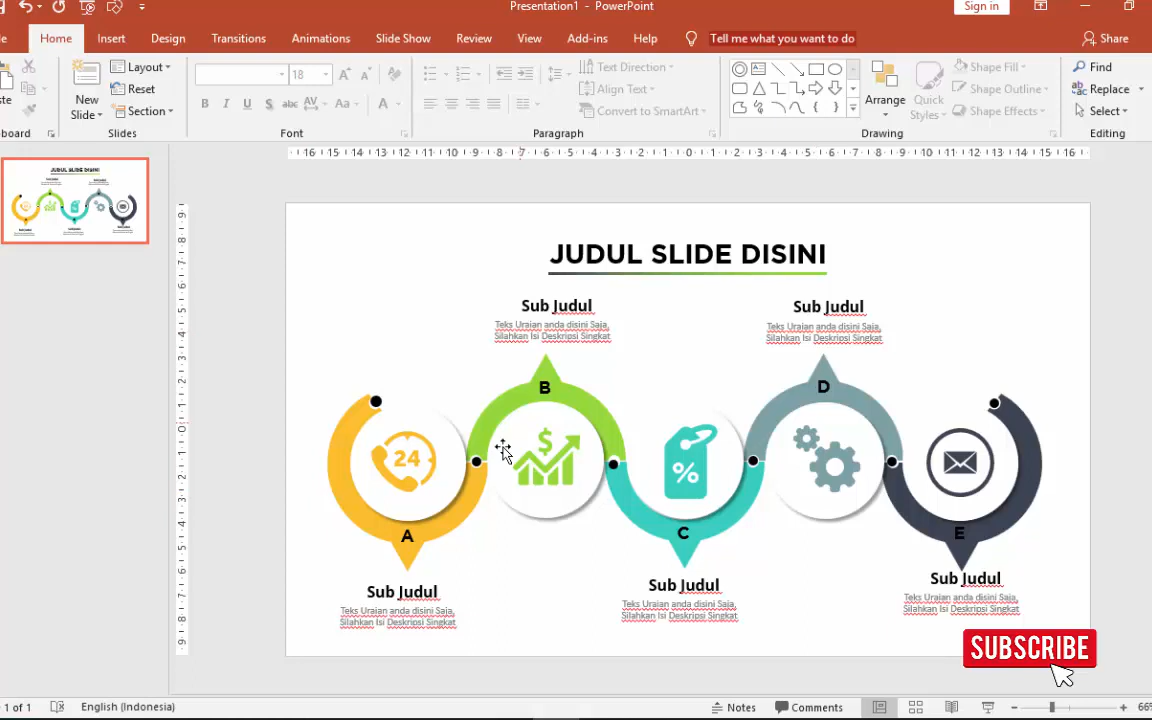 Presentation1 - PowerPoint
Sign in
Home
Insert
Design
Transitions
Animations
Slide Show
Review
View
Add-ins
Help
Tell me what you want to do
Share
New
Slide
Layout
Reset
Section
Slides
18
B I U S abc AV Aa A
Font
Text Direction
Align Text
Convert to SmartArt
Paragraph
Arrange
Quick
Styles
Shape Fill
Shape Outline
Shape Effects
Drawing
Find
Replace
Select
Editing
JUDUL SLIDE DISINI
Sub Judul
Teks Uraian anda disini Saja,
Silahkan Isi Deskripsi Singkat
Sub Judul
Teks Uraian anda disini Saja,
Silahkan Isi Deskripsi Singkat
B
D
24
$
%
A
C
E
Sub Judul
Teks Uraian anda disini Saja,
Silahkan Isi Deskripsi Singkat
Sub Judul
Teks Uraian anda disini Saja,
Silahkan Isi Deskripsi Singkat
Sub Judul
Teks Uraian anda disini Saja,
Silahkan Isi Deskripsi Singkat
SUBSCRIBE
1 of 1
English (Indonesia)
Notes
Comments